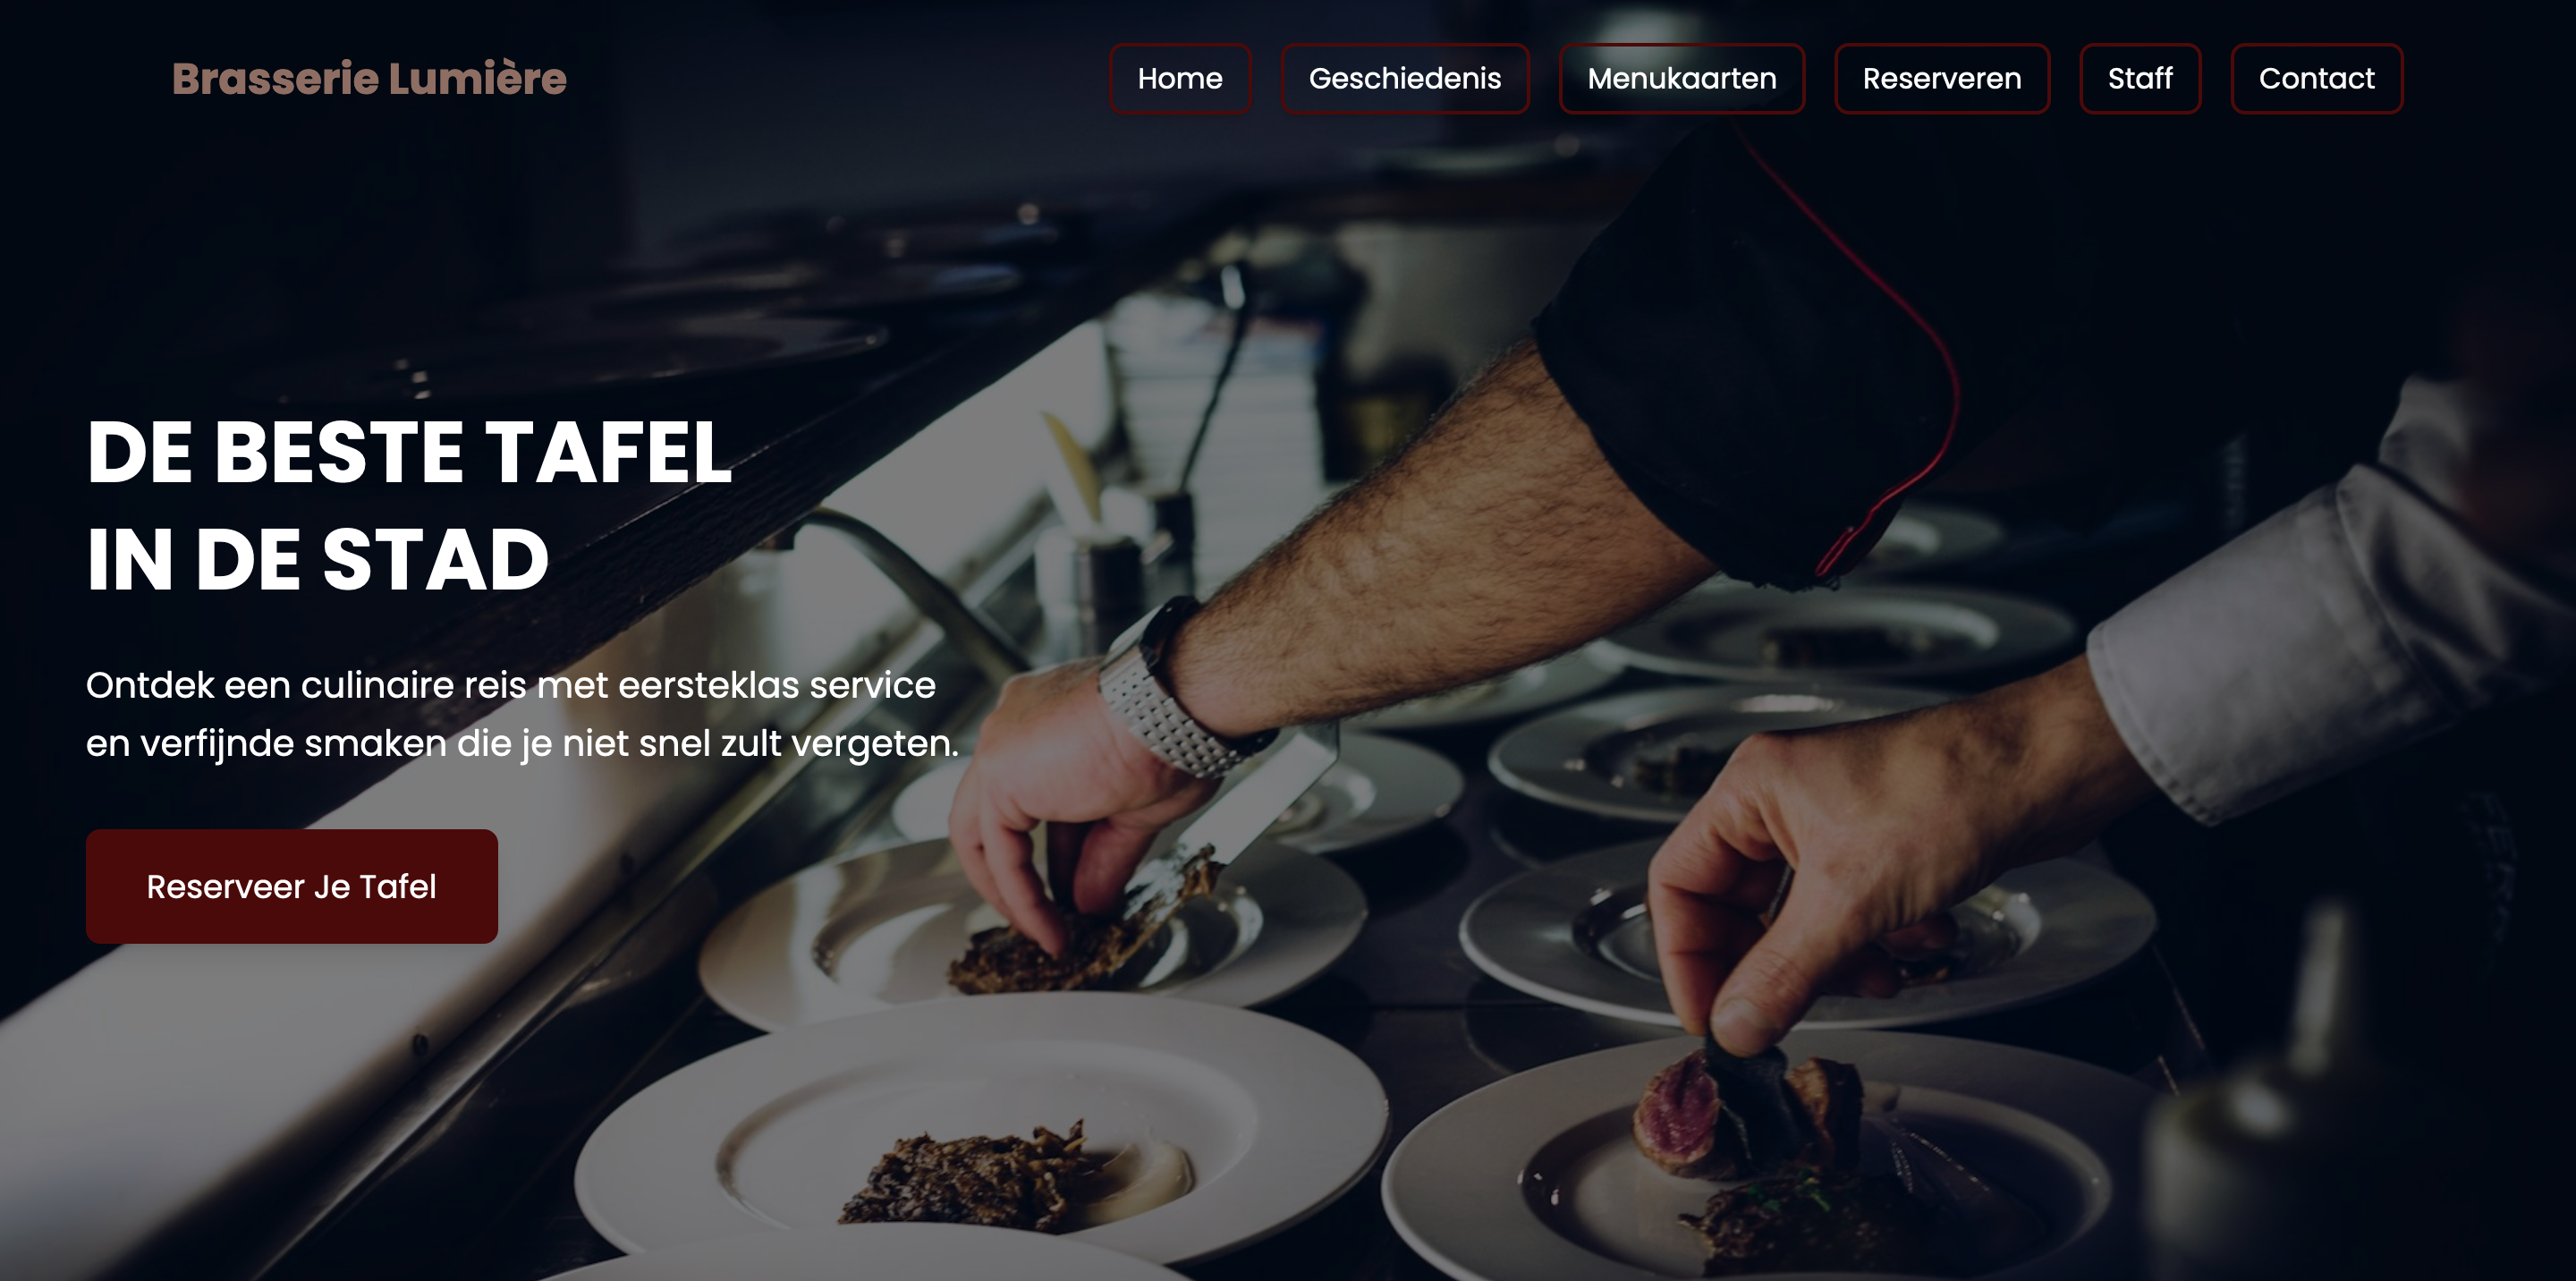 Brasserie Lumière
Home
Geschiedenis
Menukaarten
Reserveren
Staff
Contact
DE BESTE TAFEL
IN DE STAD
Ontdek een culinaire reis met eersteklas service
en verfijnde smaken die je niet snel zult vergeten.
Reserveer Je Tafel